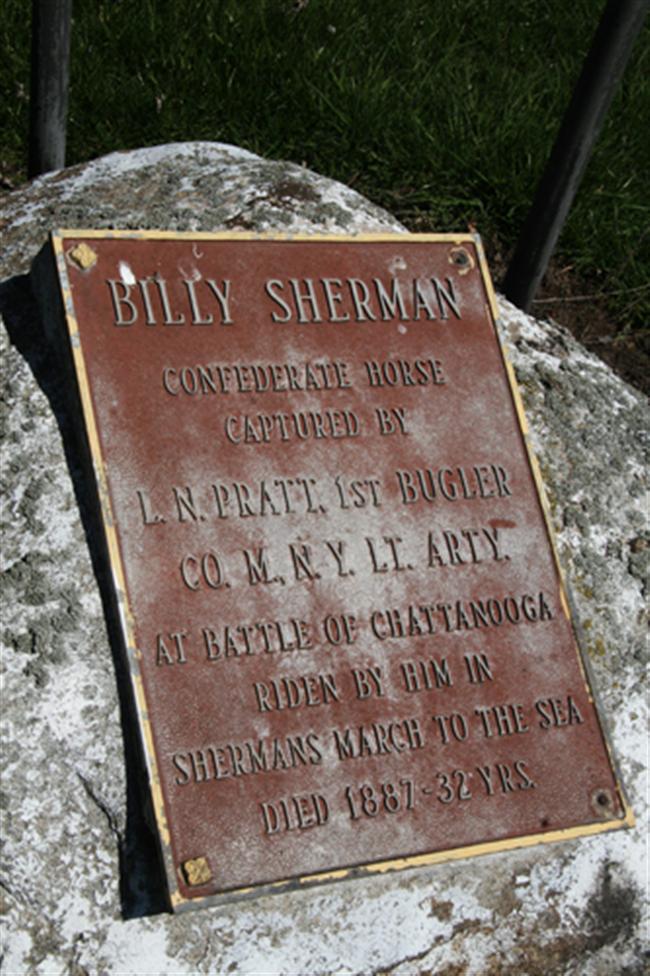 BILLY SHERMAN
CONFEDERATE HORSE
CAPTURED BY
L. N. PRATT, 1ST BUGLER
CO. M., N. Y. LT. ARTY.
AT BATTLE OF CHATTANOOGA
RIDEN BY HIM IN
SHERMANS MARCH TO THE SEA
DIED 1887-32 YRS.